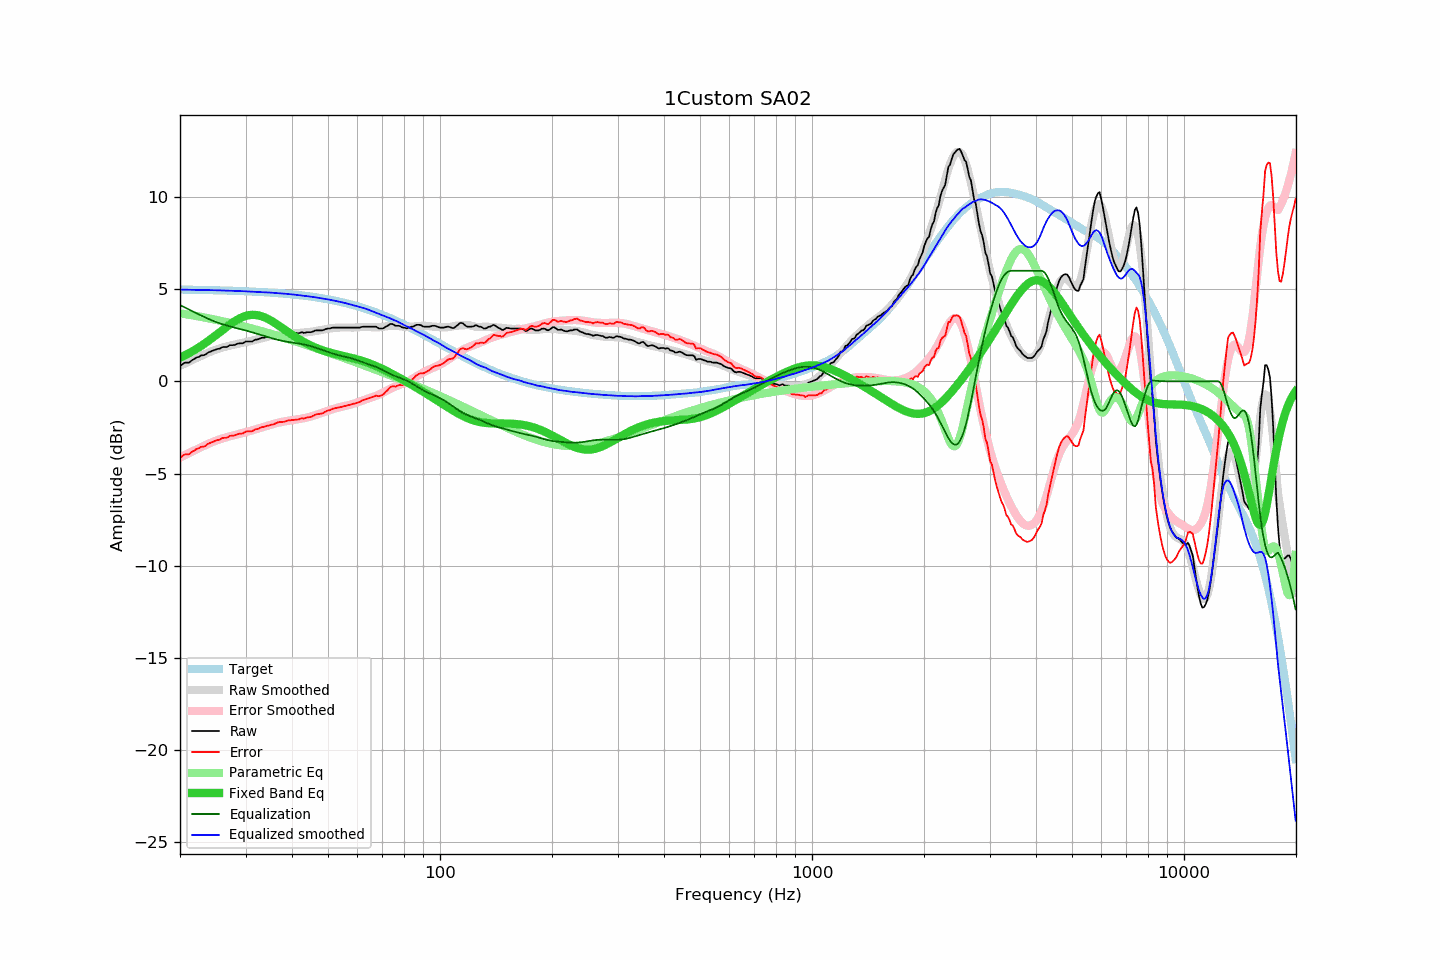 1Custom SA02
10
5
0
−5
−10
−15
−20
−25
Amplitude (dBr)
Target
Raw Smoothed
Error Smoothed
Raw
Error
Parametric Eq
Fixed Band Eq
Equalization
Equalized smoothed
100
1000
10000
Frequency (Hz)